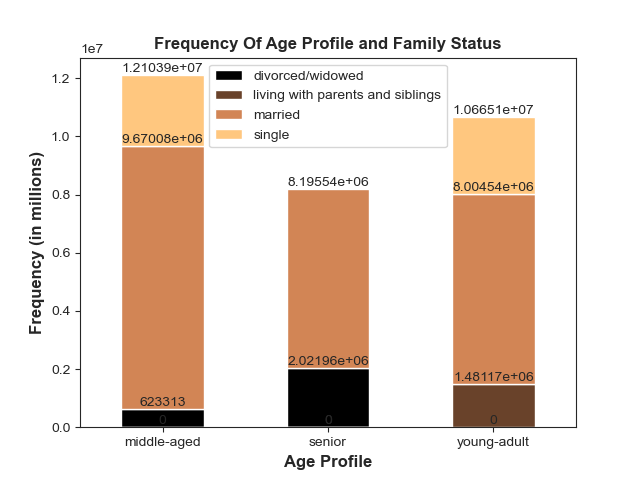 Frequency Of Age Profile and Family Status
1e7
1.2
1.0
0.8
0.6
0.4
0.2
0.0
Frequency (in millions)
divorced/widowed
living with parents and siblings
married
single
1.21039e+07
9.67008e+06
623313
0
8.19554e+06
2.02196e+06
0
1.06651e+07
8.00454e+06
1.48117e+06
0
middle-aged
senior
young-adult
Age Profile